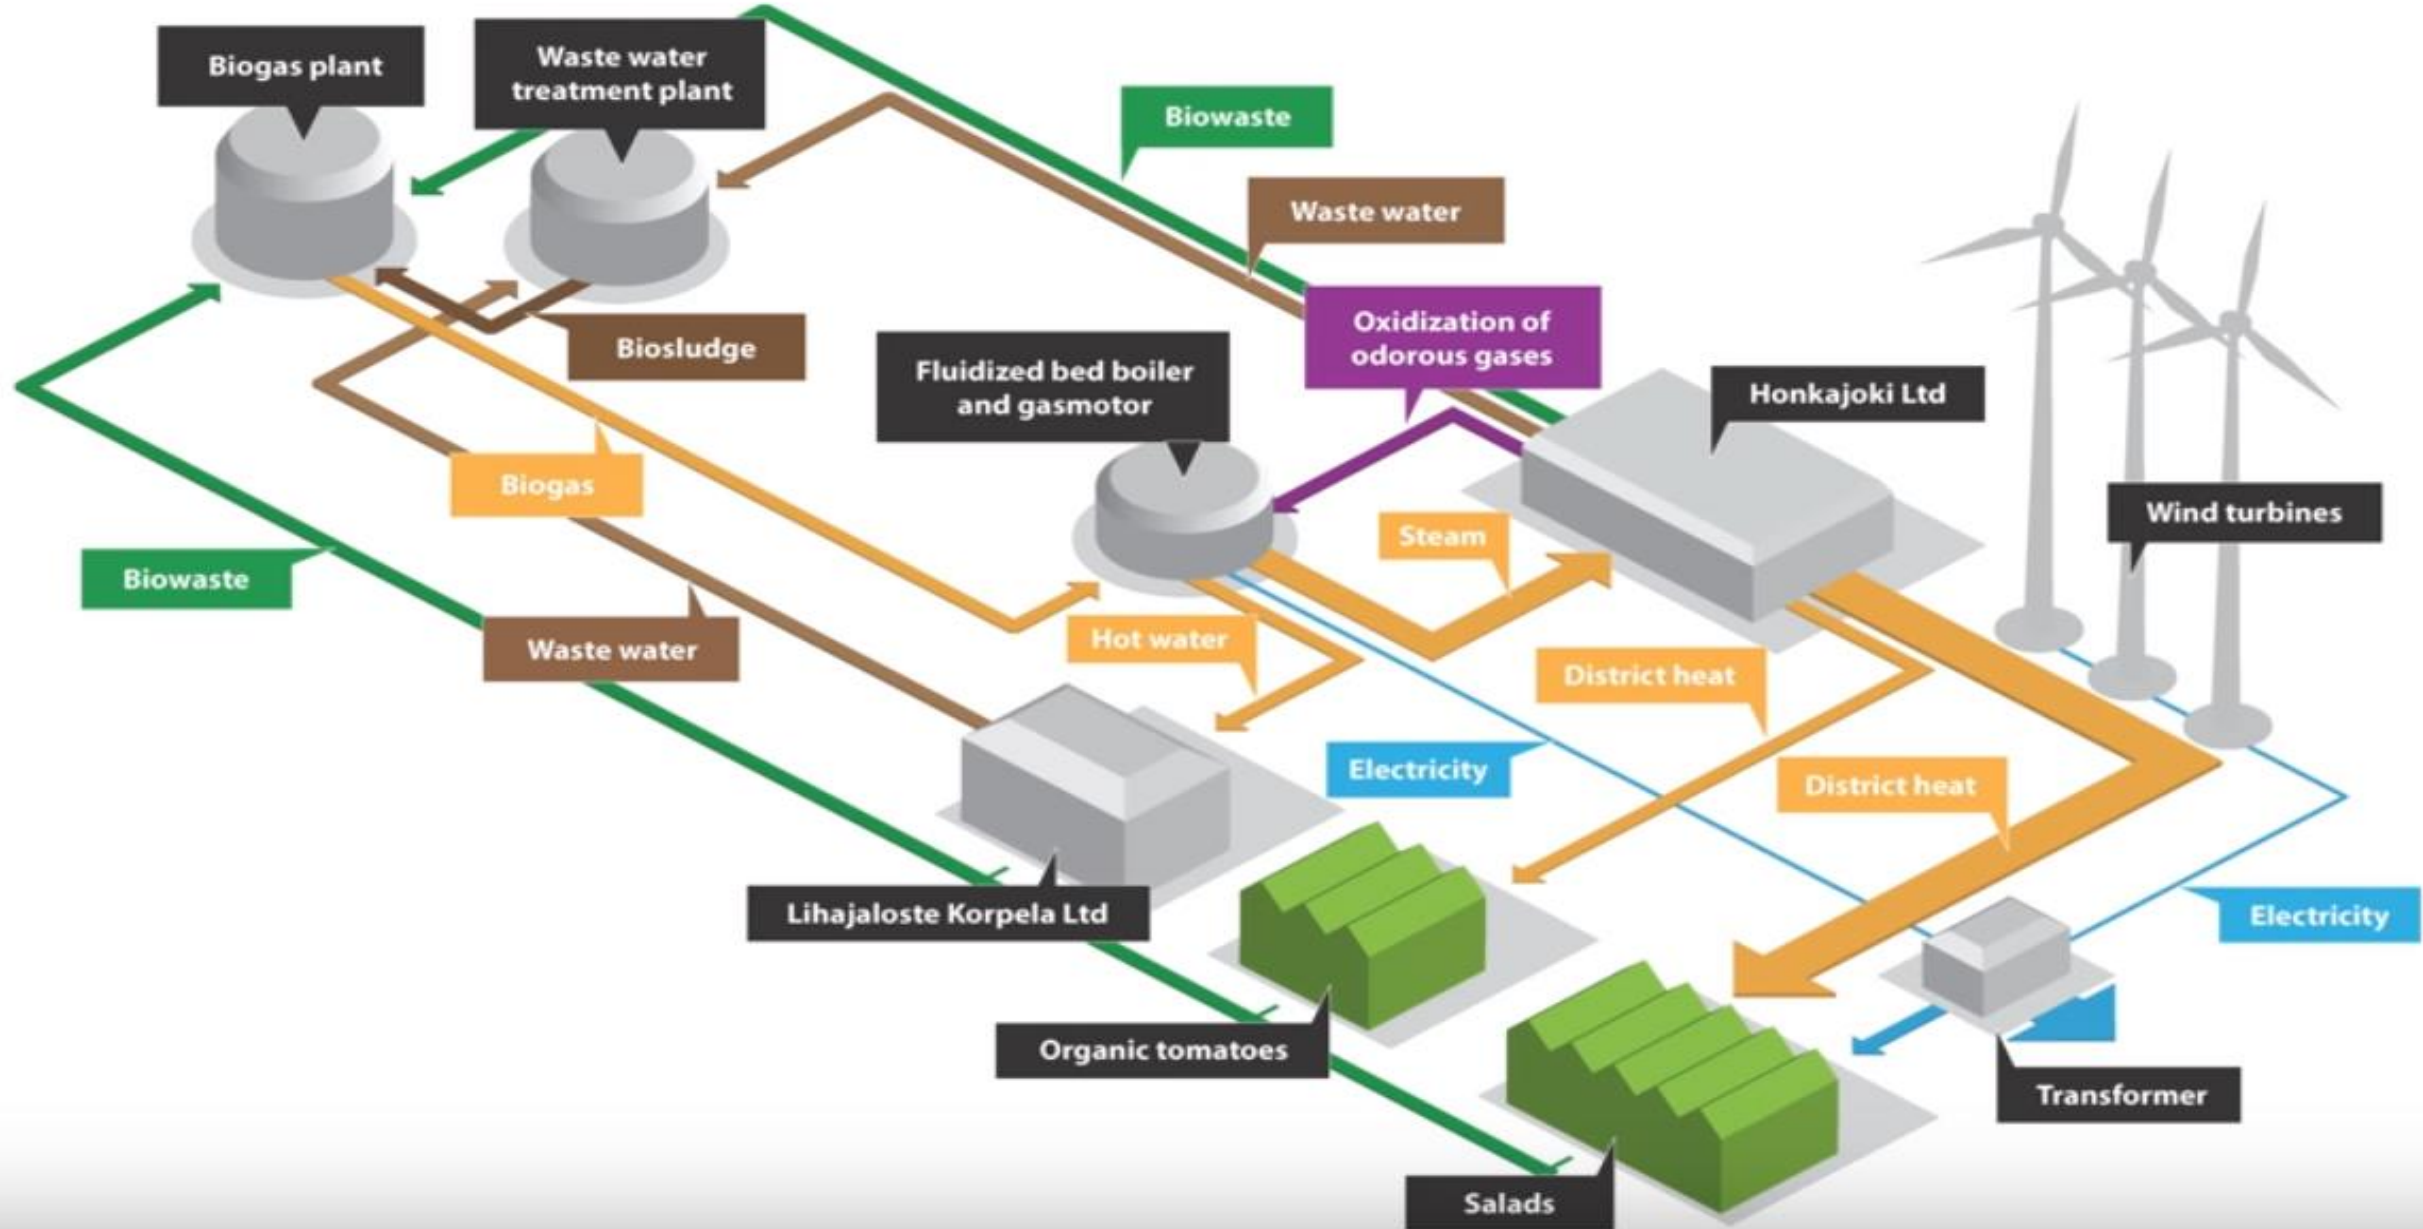 Biogas plant
Waste water
treatment plant
Biowaste
Waste water
Oxidization of
odorous gases
Biosludge
Fluidized bed boiler
and gasmotor
Honkajoki Ltd
Biogas
Steam
Wind turbines
Biowaste
Waste water
Hot water
District heat
Electricity
District heat
Lihajaloste Korpela Ltd
Electricity
Organic tomatoes
Transformer
Salads